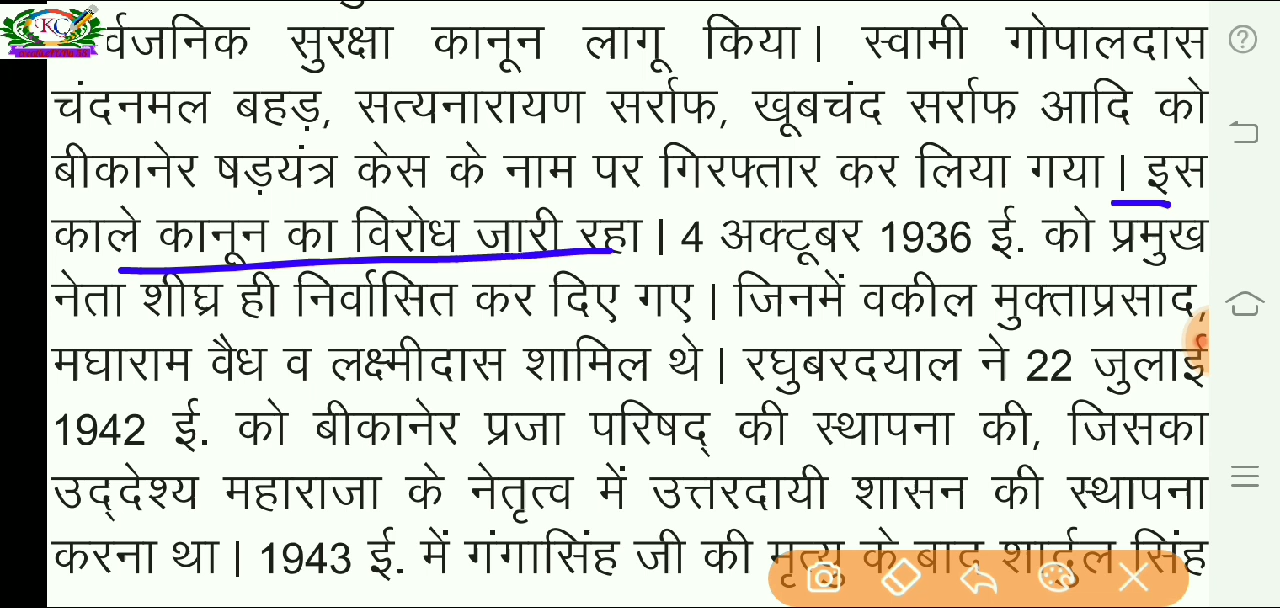 KC
र्वजनिक सुरक्षा कानून लागू किया। स्वामी गोपालदास
चंदनमल बहड़, सत्यनारायण सर्राफ, खूबचंद सर्राफ आदि को
बीकानेर षड़यंत्र केस के नाम पर गिरफ्तार कर लिया गया। इस
काले कानून का विरोध जारी रहा। 4 अक्टूबर 1936 ई. को प्रमुख
नेता शीघ्र ही निर्वासित कर दिए गए। जिनमें वकील मुक्ताप्रसाद,
मघाराम वैध व लक्ष्मीदास शामिल थे। रघुबरदयाल ने 22 जुलाई
1942 ई. को बीकानेर प्रजा परिषद् की स्थापना की, जिसका
उद्देश्य महाराजा के नेतृत्व में उत्तरदायी शासन की स्थापना
करना था। 1943 ई. में गंगासिंह जी की मृत्यु के बाद शार्दुल सिंह